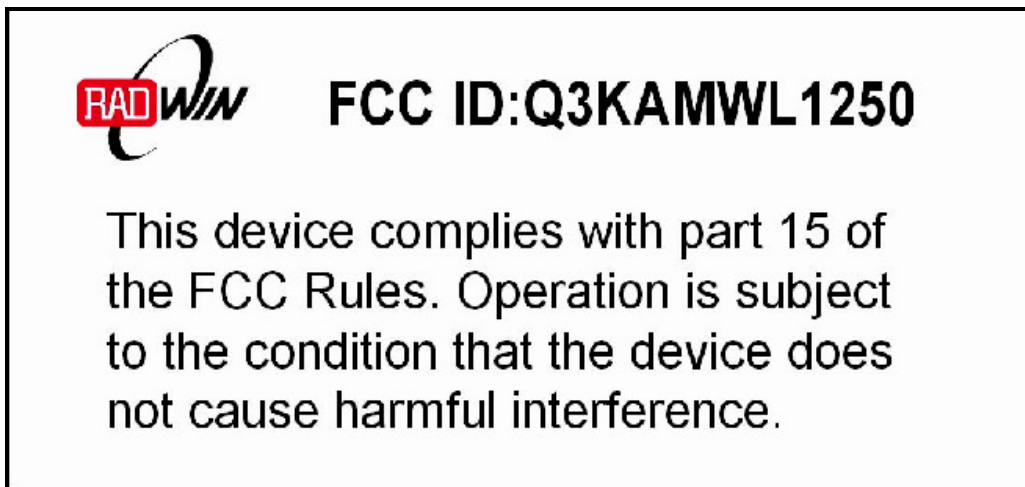 RADWIN FCC ID:Q3KAMWL1250
This device complies with part 15 of
the FCC Rules. Operation is subject
to the condition that the device does
not cause harmful interference.